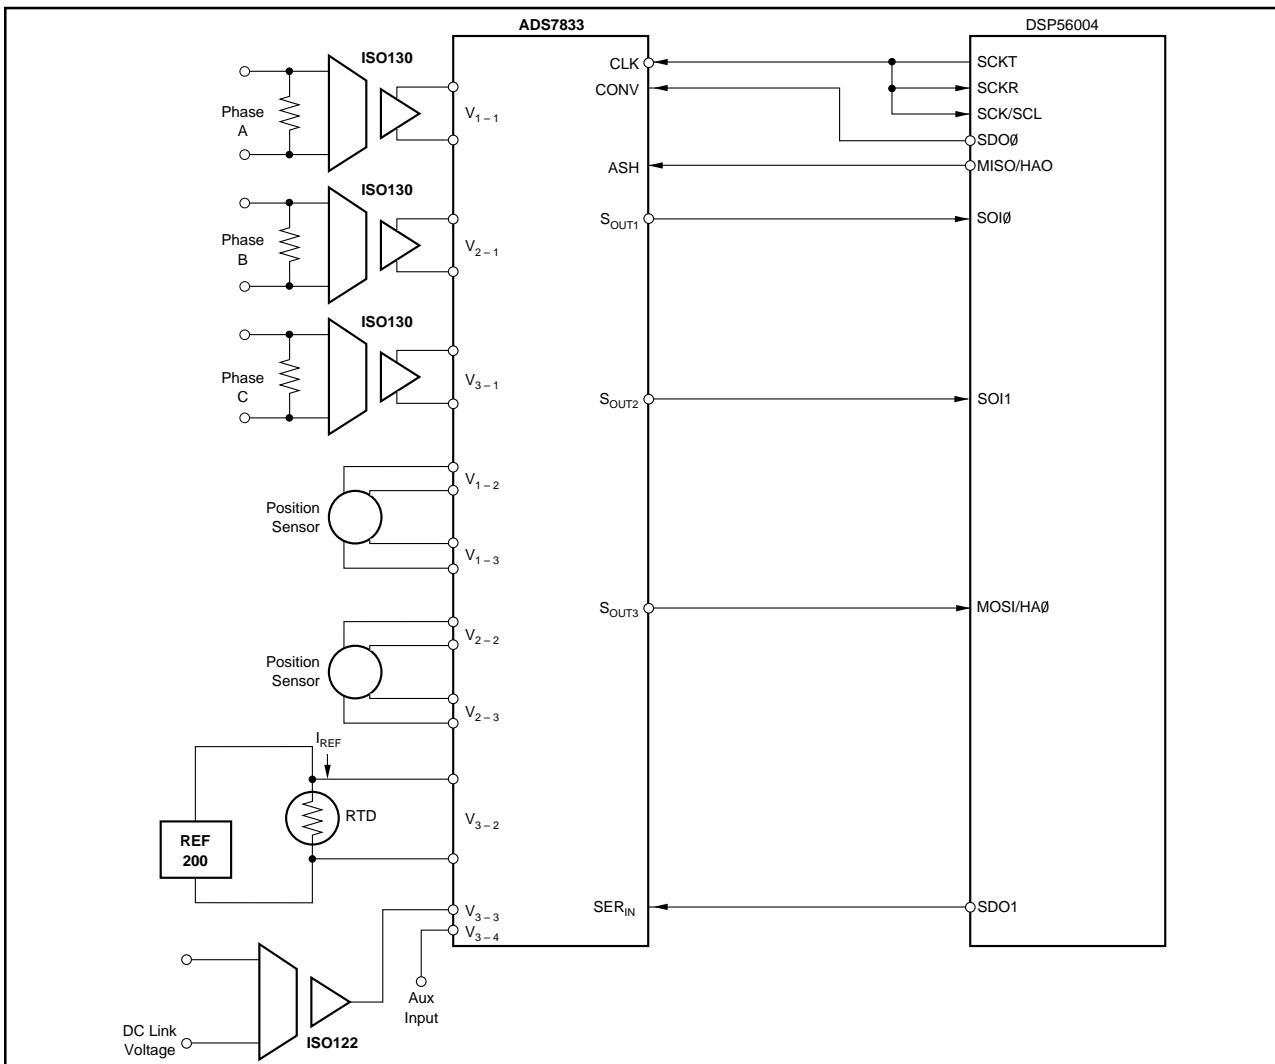 ADS7833
DSP56004
ISO130
Phase
A
V1 – 1
CLK
CONV
SCKT
SCKR
SCK/SCL
SDOØ
ASH
MISO/HAO
ISO130
Phase
B
V2 – 1
SOUT1
SOIØ
ISO130
Phase
C
V3 – 1
SOUT2
SOI1
Position
Sensor
V1 – 2
V1 – 3
SOUT3
MOSI/HAØ
Position
Sensor
V2 – 2
V2 – 3
IREF
RTD
REF
200
V3 – 2
V3 – 3
V3 – 4
SERIN
SDO1
Aux
Input
DC Link
Voltage
ISO122